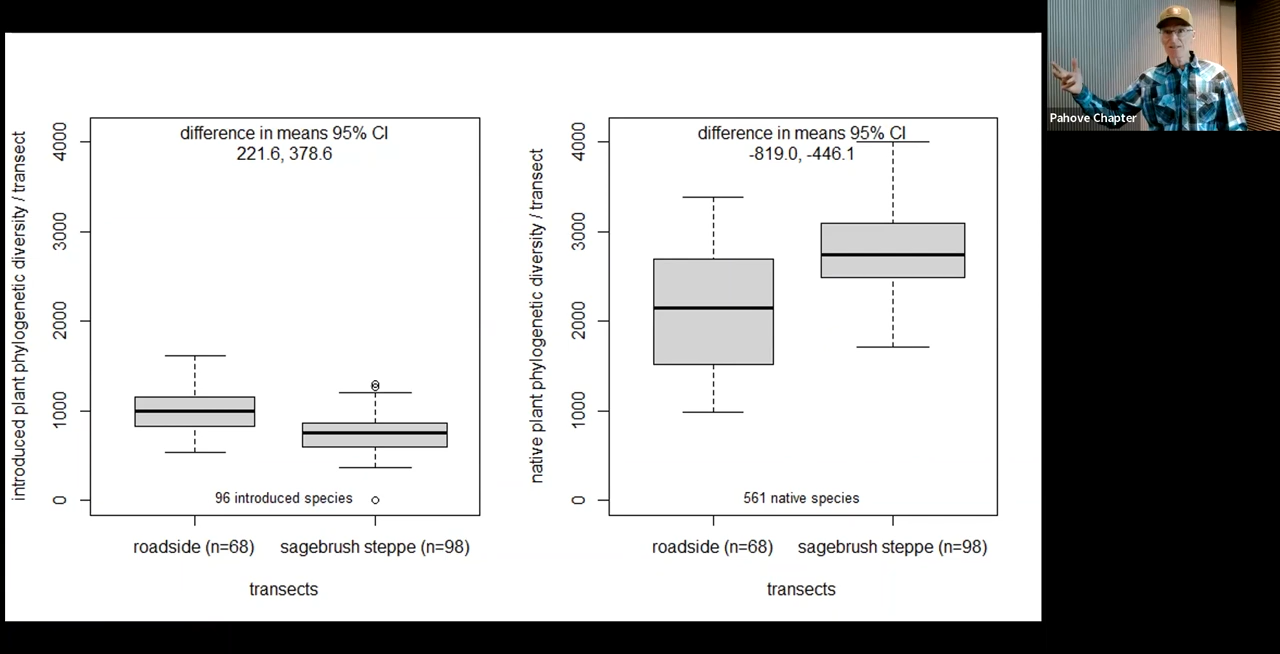 Pahove Chapter
introduced plant phylogenetic diversity / transect
4000
3000
2000
1000
0
difference in means 95% CI
221.6, 378.6
96 introduced species
roadside (n=68)
sagebrush steppe (n=98)
transects
native plant phylogenetic diversity / transect
4000
3000
2000
1000
0
difference in means 95% CI
-819.0, -446.1
561 native species
roadside (n=68)
sagebrush steppe (n=98)
transects